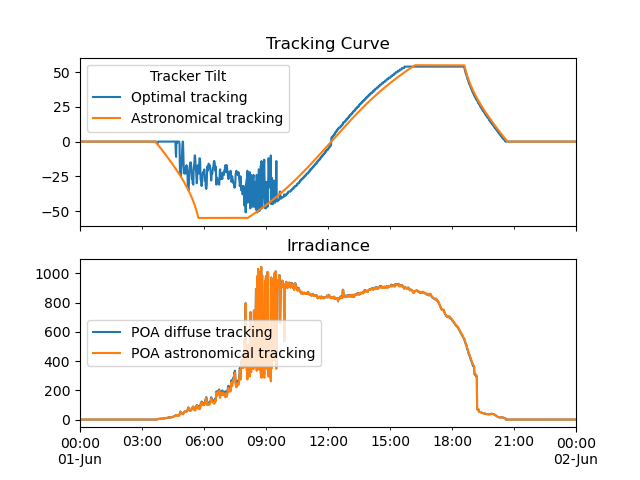 Tracking Curve
50
25
0
−25
−50
Tracker Tilt
Optimal tracking
Astronomical tracking
Irradiance
1000
800
600
400
200
0
POA diffuse tracking
POA astronomical tracking
00:00 03:00 06:00 09:00 12:00 15:00 18:00 21:00 00:00
01-Jun 02-Jun